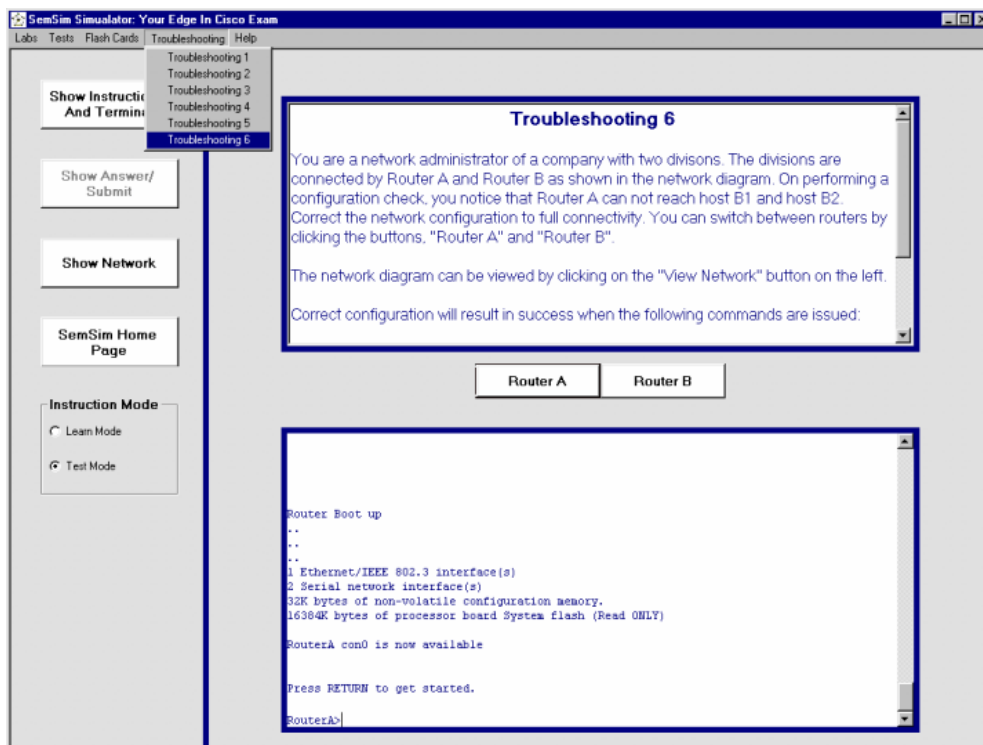 SemSim Simualator: Your Edge In Cisco Exam
Labs Tests Flash Cards Troubleshooting Help
Troubleshooting 1
Troubleshooting 2
Troubleshooting 3
Troubleshooting 4
Troubleshooting 5
Troubleshooting 6
Show Instructio
And Termina
Show Answer/
Submit
Show Network
SemSim Home
Page
Instruction Mode
Learn Mode
Test Mode
Troubleshooting 6
You are a network administrator of a company with two divisons. The divisions are
connected by Router A and Router B as shown in the network diagram. On performing a
configuration check, you notice that Router A can not reach host B1 and host B2.
Correct the network configuration to full connectivity. You can switch between routers by
clicking the buttons, "Router A" and "Router B".
The network diagram can be viewed by clicking on the "View Network" button on the left.
Correct configuration will result in success when the following commands are issued:
Router A Router B
Router Boot up
..
..
..
1 Ethernet/IEEE 802.3 interface(s)
2 Serial network interface(s)
32K bytes of non-volatile configuration memory.
16384K bytes of processor board System flash (Read ONLY)
RouterA con0 is now available
Press RETURN to get started.
RouterA>